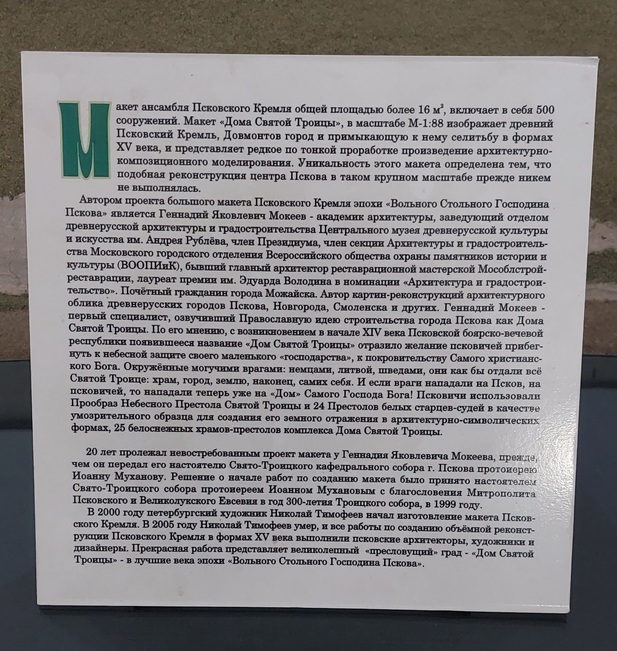 Макет ансамбля Псковского Кремля общей площадью более 16 м², включает в себя 500
сооружений. Макет «Дома Святой Троицы», в масштабе М-1:88 изображает древний
Псковский Кремль, Довмонтов город и примыкающую к нему селитьбу в формах
XV века, и представляет редкое по тонкой проработке произведение архитектурно-
композиционного моделирования. Уникальность этого макета определена тем, что
подобная реконструкция центра Пскова в таком крупном масштабе прежде никем
не выполнялась.
Автором проекта большого макета Псковского Кремля эпохи «Вольного Стольного Господина
Пскова» является Геннадий Яковлевич Мокеев - академик архитектуры, заведующий отделом
древнерусской архитектуры и градостроительства Центрального музея древнерусской культуры
и искусства им. Андрея Рублёва, член Президиума, член секции Архитектуры и градостроитель-
ства Московского городского отделения Всероссийского общества охраны памятников истории и
культуры (ВООПИиК), бывший главный архитектор реставрационной мастерской Мособлстрой-
реставрации, лауреат премии им. Эдуарда Володина в номинации «Архитектура и градострои-
тельство». Почётный гражданин города Можайска. Автор картин-реконструкций архитектурного
облика древнерусских городов Пскова, Новгорода, Смоленска и других. Геннадий Мокеев -
первый специалист, озвучивший Православную идею строительства города Пскова как Дома
Святой Троицы. По его мнению, с возникновением в начале XIV века Псковской боярско-вечевой
республики появившееся название «Дом Святой Троицы» отразило желание псковичей прибег-
нуть к небесной защите своего маленького «господарства», к покровительству Самого христианс-
кого Бога. Окружённые могучими врагами: немцами, литвой, шведами, они как бы отдали всё
Святой Троице: храм, город, землю, наконец, самих себя. И если враги нападали на Псков, на
псковичей, то нападали теперь уже на «Дом» Самого Господа Бога! Псковичи использовали
Прообраз Небесного Престола Святой Троицы и 24 Престолов белых старцев-судей в качестве
умозрительного образца для создания его земного отражения в архитектурно-символических
формах, 25 белоснежных храмов-престолов комплекса Дома Святой Троицы.
20 лет пролежал невостребованным проект макета у Геннадия Яковлевича Мокеева, прежде,
чем он передал его настоятелю Свято-Троицкого кафедрального собора г. Пскова протоиерею
Иоанну Муханову. Решение о начале работ по созданию макета было принято настоятелем
Свято-Троицкого собора протоиереем Иоанном Мухановым с благословения Митрополита
Псковского и Великолукского Евсевия в год 300-летия Троицкого собора, в 1999 году.
В 2000 году петербургский художник Николай Тимофеев начал изготовление макета Псков-
ского Кремля. В 2005 году Николай Тимофеев умер, и все работы по созданию объёмной реконст-
рукции Псковского Кремля в формах XV века выполнили псковские архитекторы, художники и
дизайнеры. Прекрасная работа представляет великолепный «пресловущий» град - «Дом Святой
Троицы» - в лучшие века эпохи «Вольного Стольного Господина Пскова».